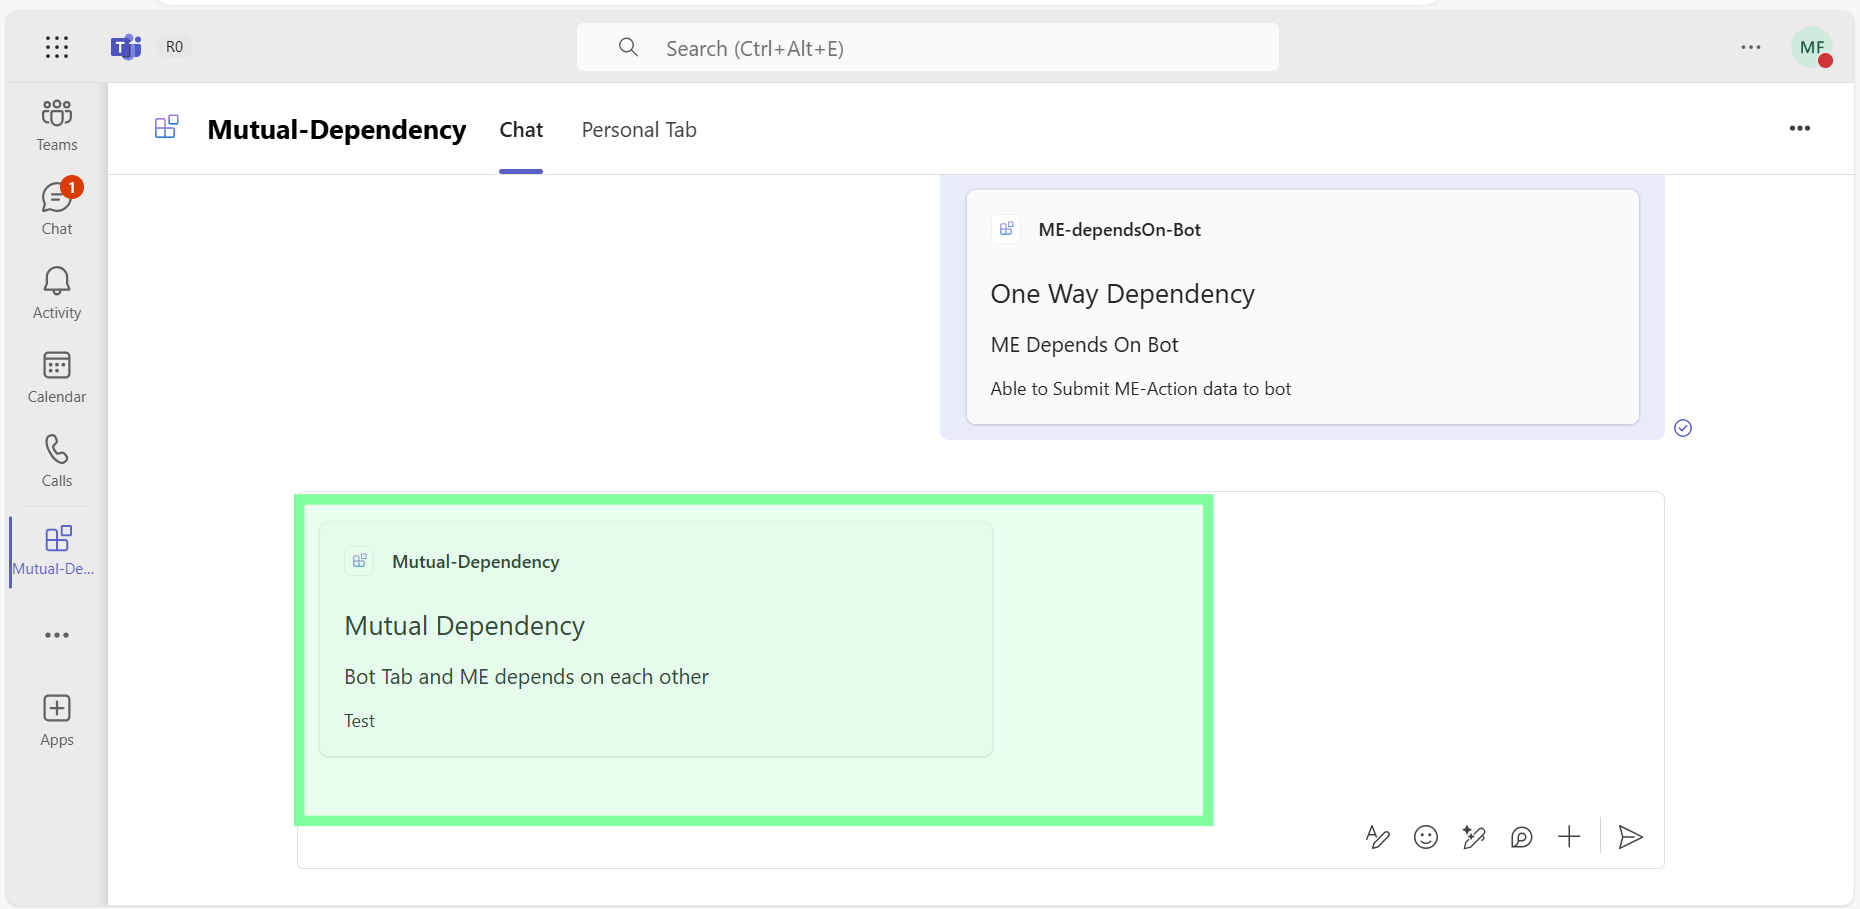 R0
Search (Ctrl+Alt+E)
MF
Teams
1
Chat
Activity
Calendar
Calls
Mutual-De...
Apps
Mutual-Dependency Chat Personal Tab
ME-dependsOn-Bot
One Way Dependency
ME Depends On Bot
Able to Submit ME-Action data to bot
Mutual-Dependency
Mutual Dependency
Bot Tab and ME depends on each other
Test